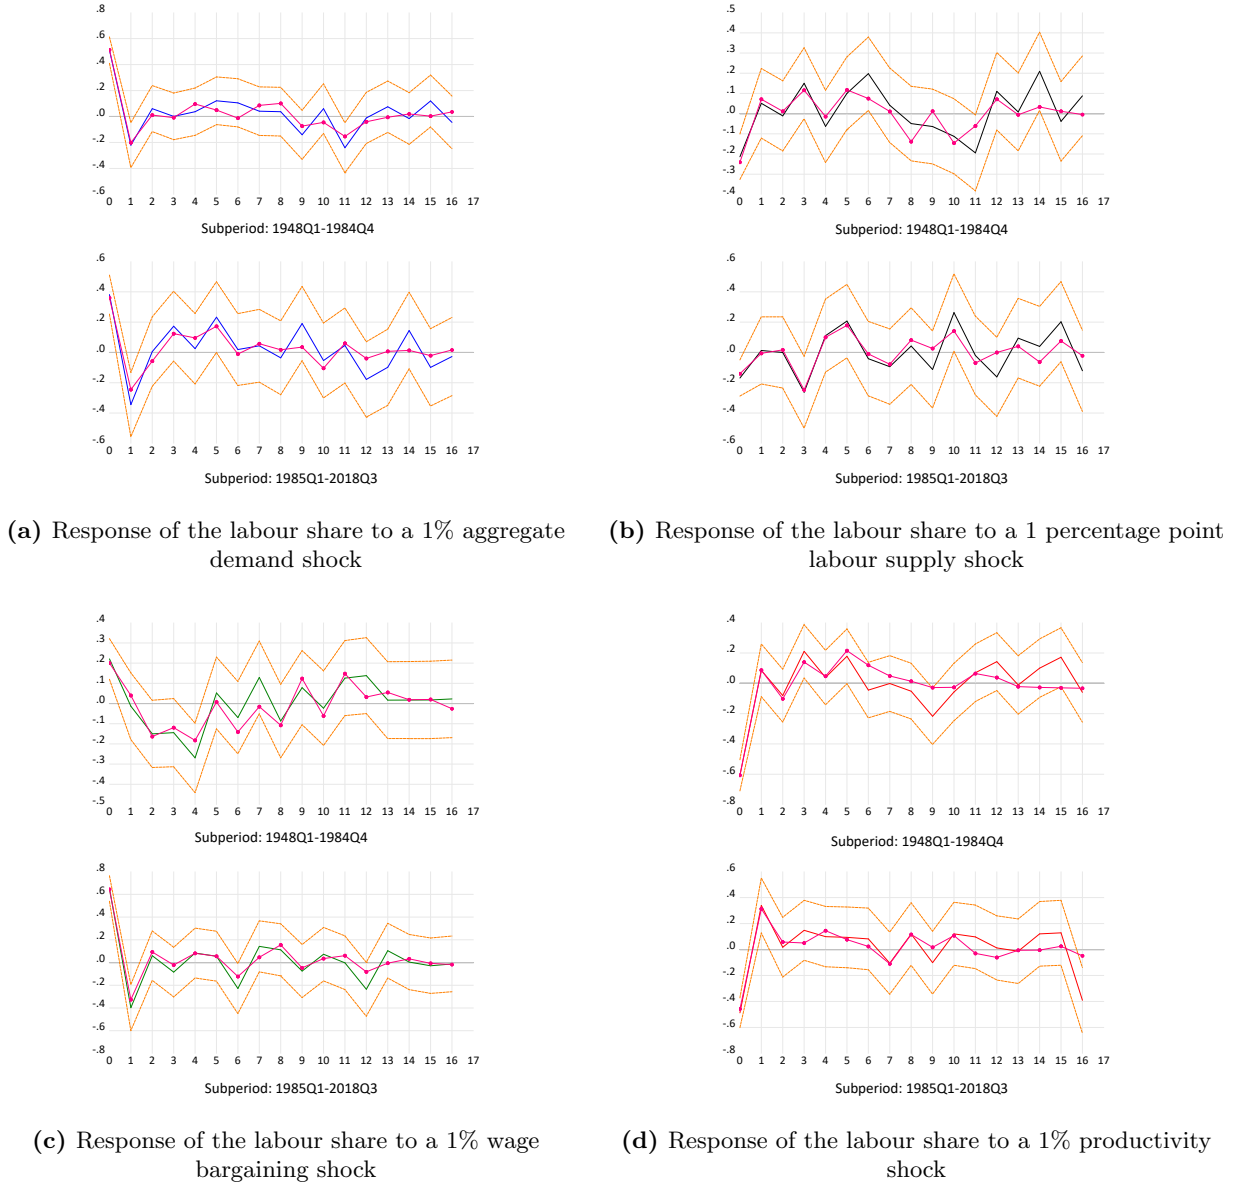 .8
.6
.4
.2
.0
-.2
-.4
-.6
0 1 2 3 4 5 6 7 8 9 10 11 12 13 14 15 16 17
Subperiod: 1948Q1-1984Q4
.6
.4
.2
.0
-.2
-.4
-.6
0 1 2 3 4 5 6 7 8 9 10 11 12 13 14 15 16 17
Subperiod: 1985Q1-2018Q3
(a) Response of the labour share to a 1% aggregate
demand shock
.5
.4
.3
.2
.1
.0
-.1
-.2
-.3
-.4
0 1 2 3 4 5 6 7 8 9 10 11 12 13 14 15 16 17
Subperiod: 1948Q1-1984Q4
.6
.4
.2
.0
-.2
-.4
-.6
0 1 2 3 4 5 6 7 8 9 10 11 12 13 14 15 16 17
Subperiod: 1985Q1-2018Q3
(b) Response of the labour share to a 1 percentage point
labour supply shock
.4
.3
.2
.1
.0
-.1
-.2
-.3
-.4
-.5
0 1 2 3 4 5 6 7 8 9 10 11 12 13 14 15 16 17
Subperiod: 1948Q1-1984Q4
.8
.6
.4
.2
.0
-.2
-.4
-.6
-.8
0 1 2 3 4 5 6 7 8 9 10 11 12 13 14 15 16 17
Subperiod: 1985Q1-2018Q3
(c) Response of the labour share to a 1% wage
bargaining shock
.4
.2
.0
-.2
-.4
-.6
-.8
0 1 2 3 4 5 6 7 8 9 10 11 12 13 14 15 16 17
Subperiod: 1948Q1-1984Q4
.6
.4
.2
.0
-.2
-.4
-.6
-.8
0 1 2 3 4 5 6 7 8 9 10 11 12 13 14 15 16 17
Subperiod: 1985Q1-2018Q3
(d) Response of the labour share to a 1% productivity
shock